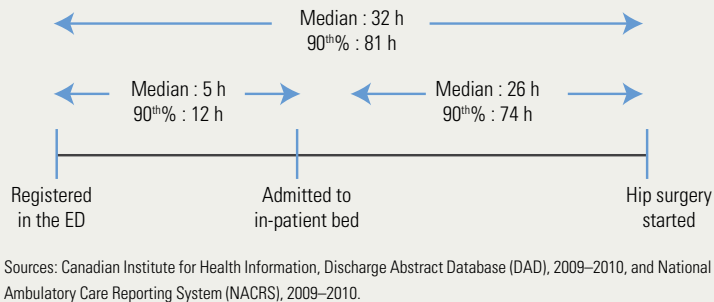 Median : 32 h
90th% : 81 h
Median : 5 h
90th% : 12 h
Median : 26 h
90th% : 74 h
Registered
in the ED
Admitted to
in-patient bed
Hip surgery
started
Sources: Canadian Institute for Health Information, Discharge Abstract Database (DAD), 2009–2010, and National
Ambulatory Care Reporting System (NACRS), 2009–2010.